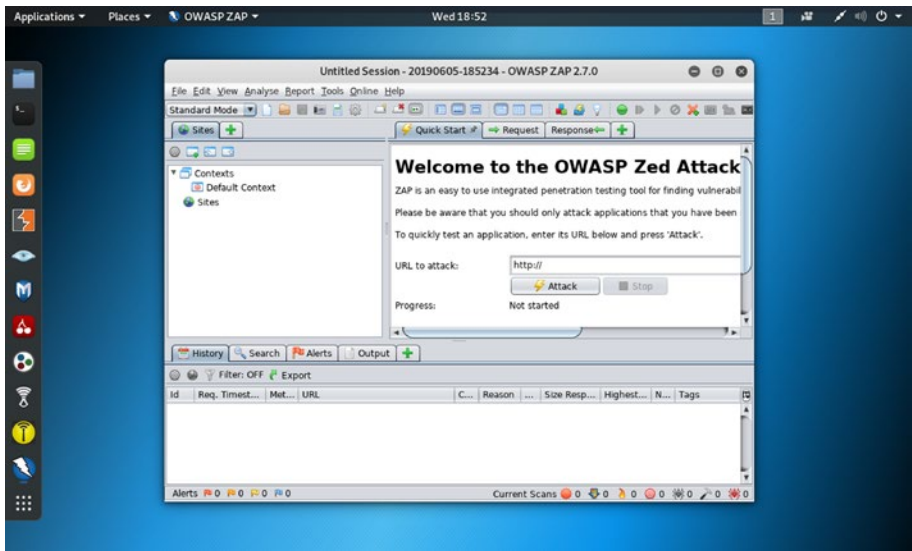 Applications Places OWASP ZAP Wed 18:52 1
Untitled Session - 20190605-185234 - OWASP ZAP 2.7.0
File Edit View Analyse Report Tools Online Help
Standard Mode
Sites
Quick Start Request Response
Contexts
Default Context
Sites
Welcome to the OWASP Zed Attack
ZAP is an easy to use integrated penetration testing tool for finding vulnerabil
Please be aware that you should only attack applications that you have been
To quickly test an application, enter its URL below and press 'Attack'.
URL to attack: http://
Attack Stop
Progress: Not started
History Search Alerts Output
Filter: OFF Export
Id Req. Timest... Met... URL C... Reason ... Size Resp... Highest... N... Tags
Alerts 0 0 0 0 Current Scans 0 0 0 0 0 0 0